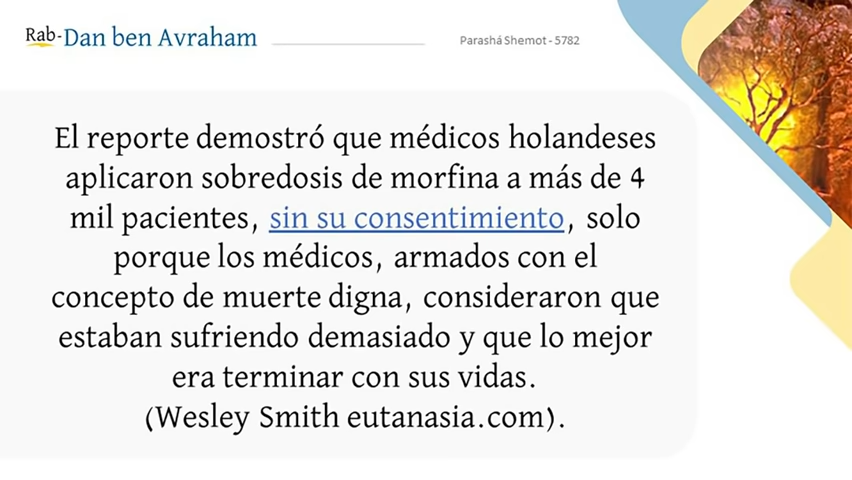 Rab-Dan ben Avraham
Parashá Shemot - 5782
El reporte demostró que médicos holandeses
aplicaron sobredosis de morfina a más de 4
mil pacientes, sin su consentimiento, solo
porque los médicos, armados con el
concepto de muerte digna, consideraron que
estaban sufriendo demasiado y que lo mejor
era terminar con sus vidas.
(Wesley Smith eutanasia.com).